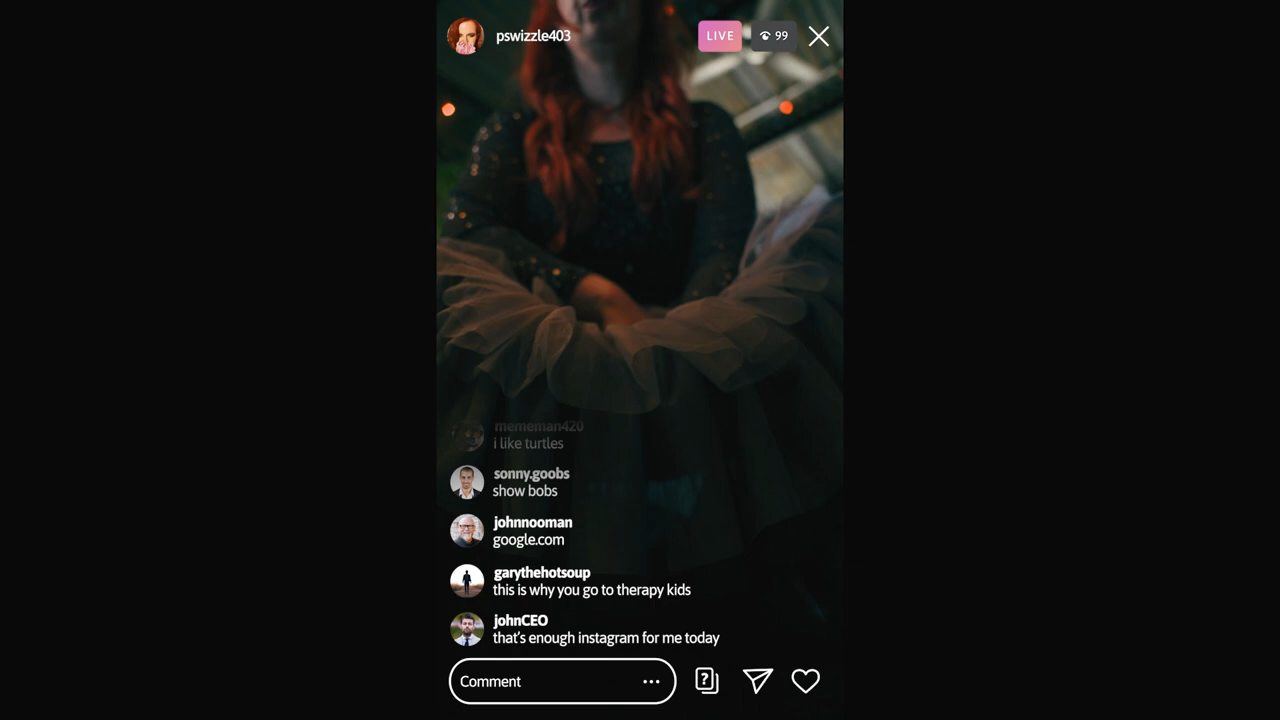 pswizzle403
LIVE
99
mememan420
i like turtles
sonny.goobs
show bobs
johnnooman
google.com
garythehotsoup
this is why you go to therapy kids
johnCEO
that's enough instagram for me today
Comment
?